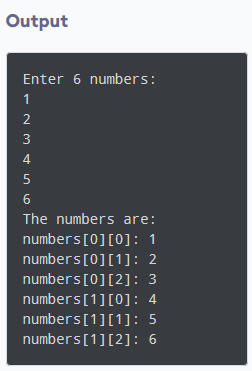 Output
Enter 6 numbers:
1
2
3
4
5
6
The numbers are:
numbers[0][0]: 1
numbers[0][1]: 2
numbers[0][2]: 3
numbers[1][0]: 4
numbers[1][1]: 5
numbers[1][2]: 6